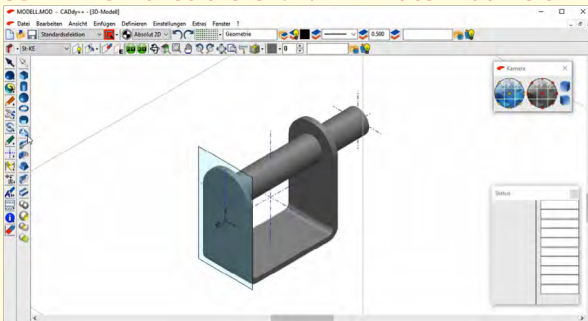 MODELL.MOD - CADdy++ - [3D-Modell]
Datei Bearbeiten Ansicht Einfügen Definieren Einstellungen Extras Fenster ?
Standardselektion
Absolut 2D
Geometrie
0.500
St-KE
0
Kamera
Status